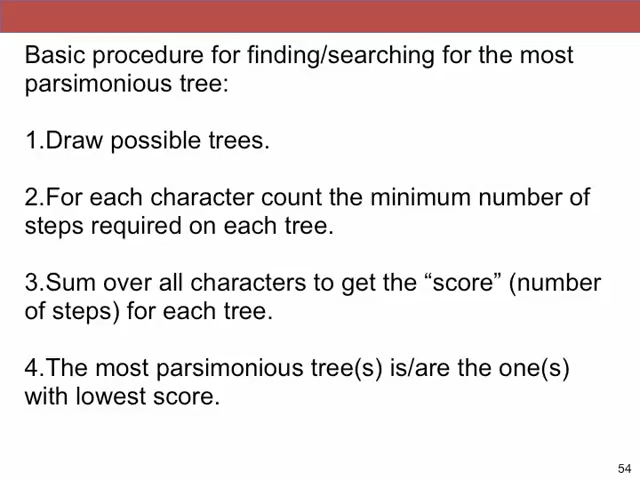 Basic procedure for finding/searching for the most
parsimonious tree:
1.Draw possible trees.
2.For each character count the minimum number of
steps required on each tree.
3.Sum over all characters to get the “score” (number
of steps) for each tree.
4.The most parsimonious tree(s) is/are the one(s)
with lowest score.
54